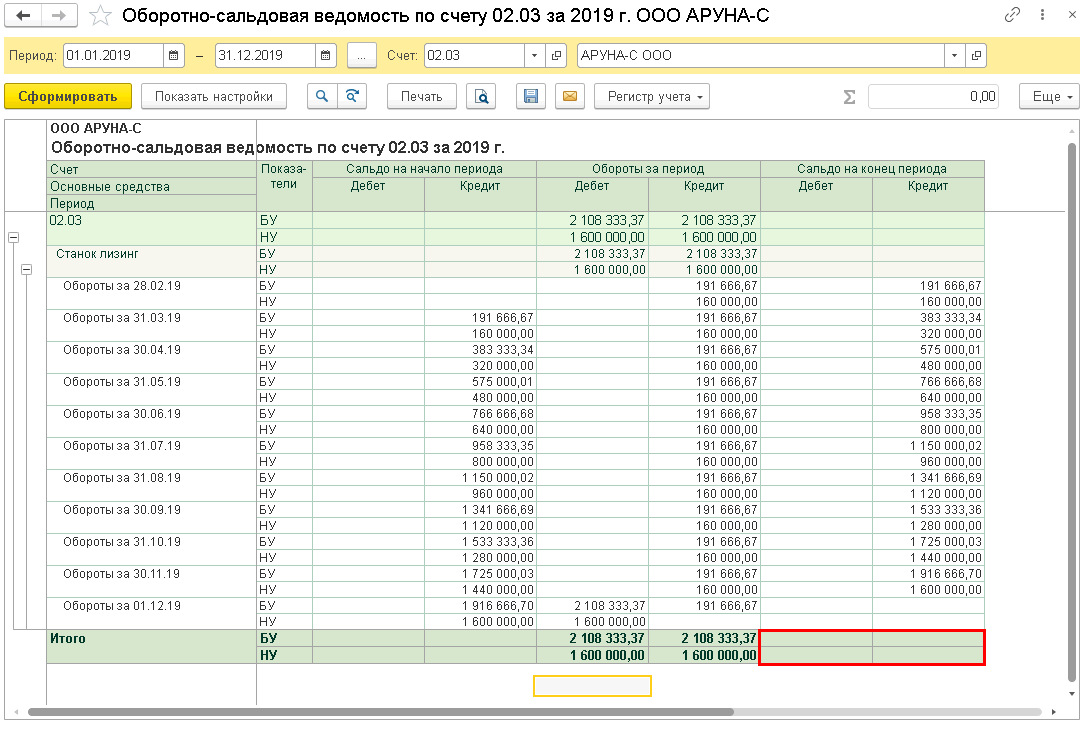 Оборотно-сальдовая ведомость по счету 02.03 за 2019 г. ООО АРУНА-С
Период: 01.01.2019 – 31.12.2019 ... Счет: 02.03 АРУНА-С ООО
Сформировать Показать настройки Печать Регистр учета Σ 0,00 Еще
ООО АРУНА-С
Оборотно-сальдовая ведомость по счету 02.03 за 2019 г.
Счет Показа- Сальдо на начало периода Обороты за период Сальдо на конец периода
Основные средства тели Дебет Кредит Дебет Кредит Дебет Кредит
Период
02.03 БУ 2 108 333,37 2 108 333,37
НУ 1 600 000,00 1 600 000,00
Станок лизинг БУ 2 108 333,37 2 108 333,37
НУ 1 600 000,00 1 600 000,00
Обороты за 28.02.19 БУ 191 666,67 191 666,67
НУ 160 000,00 160 000,00
Обороты за 31.03.19 БУ 191 666,67 191 666,67 383 333,34
НУ 160 000,00 160 000,00 320 000,00
Обороты за 30.04.19 БУ 383 333,34 191 666,67 575 000,01
НУ 320 000,00 160 000,00 480 000,00
Обороты за 31.05.19 БУ 575 000,01 191 666,67 766 666,68
НУ 480 000,00 160 000,00 640 000,00
Обороты за 30.06.19 БУ 766 666,68 191 666,67 958 333,35
НУ 640 000,00 160 000,00 800 000,00
Обороты за 31.07.19 БУ 958 333,35 191 666,67 1 150 000,02
НУ 800 000,00 160 000,00 960 000,00
Обороты за 31.08.19 БУ 1 150 000,02 191 666,67 1 341 666,69
НУ 960 000,00 160 000,00 1 120 000,00
Обороты за 30.09.19 БУ 1 341 666,69 191 666,67 1 533 333,36
НУ 1 120 000,00 160 000,00 1 280 000,00
Обороты за 31.10.19 БУ 1 533 333,36 191 666,67 1 725 000,03
НУ 1 280 000,00 160 000,00 1 440 000,00
Обороты за 30.11.19 БУ 1 725 000,03 191 666,67 1 916 666,70
НУ 1 440 000,00 160 000,00 1 600 000,00
Обороты за 01.12.19 БУ 1 916 666,70 2 108 333,37 191 666,67
НУ 1 600 000,00 1 600 000,00
Итого БУ 2 108 333,37 2 108 333,37
НУ 1 600 000,00 1 600 000,00